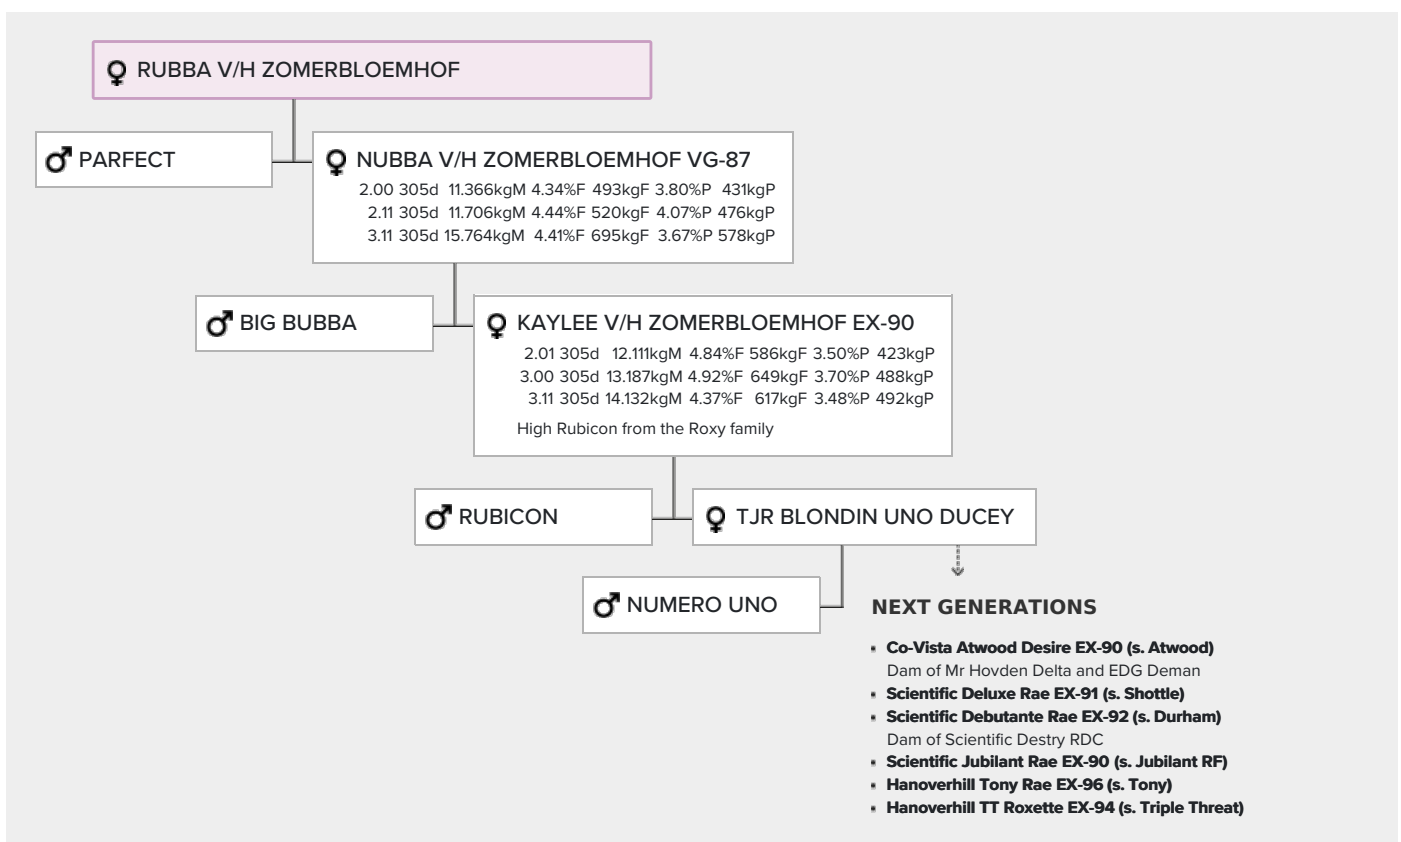 RUBBA V/H ZOMERBLOEMHOF
PARFECT
NUBBA V/H ZOMERBLOEMHOF VG-87
2.00 305d 11.366kgM 4.34%F 493kgF 3.80%P 431kgP
2.11 305d 11.706kgM 4.44%F 520kgF 4.07%P 476kgP
3.11 305d 15.764kgM 4.41%F 695kgF 3.67%P 578kgP
BIG BUBBA
KAYLEE V/H ZOMERBLOEMHOF EX-90
2.01 305d 12.111kgM 4.84%F 586kgF 3.50%P 423kgP
3.00 305d 13.187kgM 4.92%F 649kgF 3.70%P 488kgP
3.11 305d 14.132kgM 4.37%F 617kgF 3.48%P 492kgP
High Rubicon from the Roxy family
RUBICON
TJR BLONDIN UNO DUCEY
NUMERO UNO
NEXT GENERATIONS
Co-Vista Atwood Desire EX-90 (s. Atwood)
Dam of Mr Hovden Delta and EDG Deman
Scientific Deluxe Rae EX-91 (s. Shottle)
Scientific Debutante Rae EX-92 (s. Durham)
Dam of Scientific Destry RDC
Scientific Jubilant Rae EX-90 (s. Jubilant RF)
Hanoverhill Tony Rae EX-96 (s. Tony)
Hanoverhill TT Roxette EX-94 (s. Triple Threat)